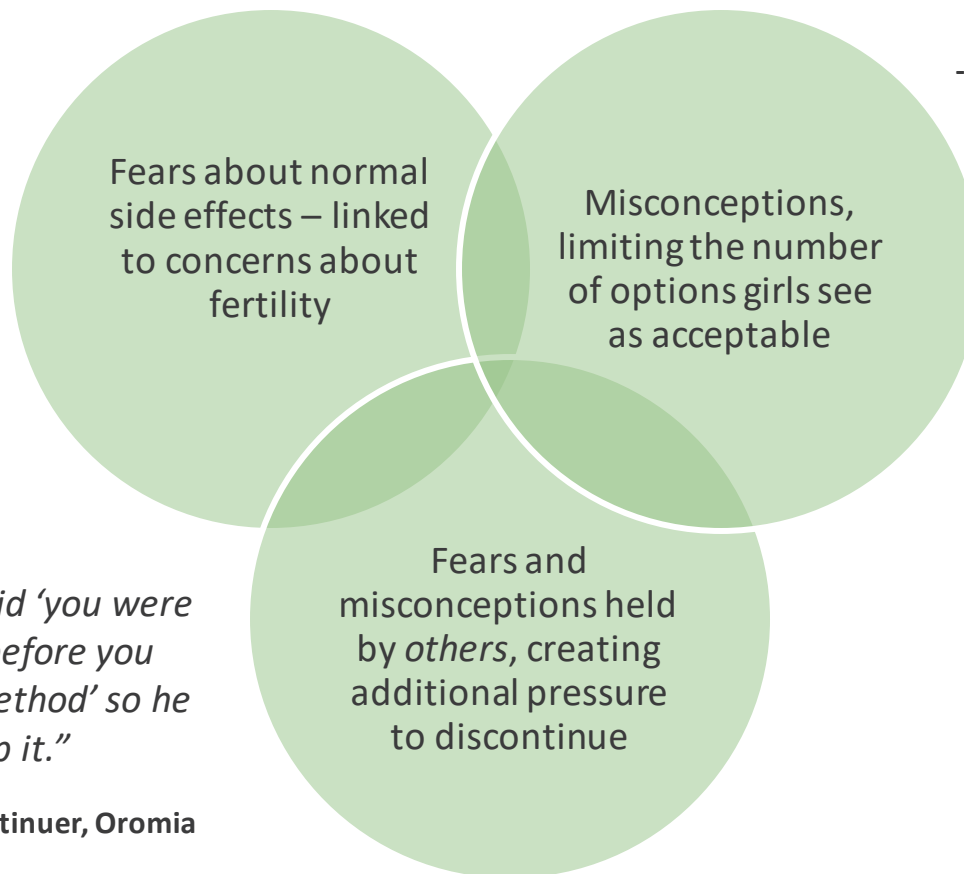 Fears about normal
side effects – linked
to concerns about
fertility
Misconceptions,
limiting the number
of options girls see
as acceptable
Fears and
misconceptions held
by others, creating
additional pressure
to discontinue
id ‘you were
efore you
ethod’ so he
it.”
tinuer, Oromia